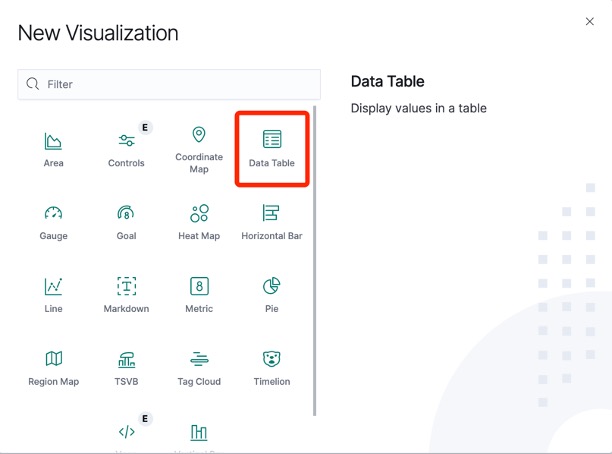 New Visualization
Filter
Data Table
Display values in a table
E
Area
Controls
Coordinate
Map
Data Table
Gauge
Goal
Heat Map
Horizontal Bar
Line
Markdown
Metric
Pie
Region Map
TSVB
Tag Cloud
Timelion
E